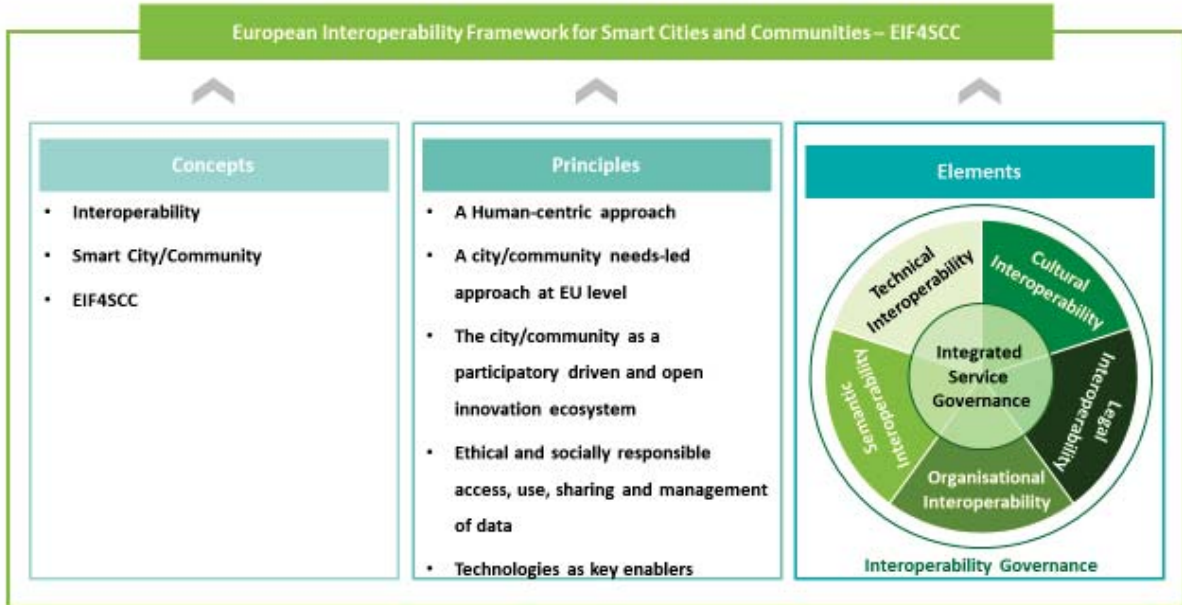 European Interoperability Framework for Smart Cities and Communities – EIF4SCC
Concepts
• Interoperability
• Smart City/Community
• EIF4SCC
Principles
• A Human-centric approach
• A city/community needs-led
approach at EU level
• The city/community as a
participatory driven and open
innovation ecosystem
• Ethical and socially responsible
access, use, sharing and management
of data
• Technologies as key enablers
Elements
Technical
Interoperability
Cultural
Interoperability
Legal
Interoperability
Organisational
Interoperability
Semantic
Interoperability
Integrated
Service
Governance
Interoperability Governance